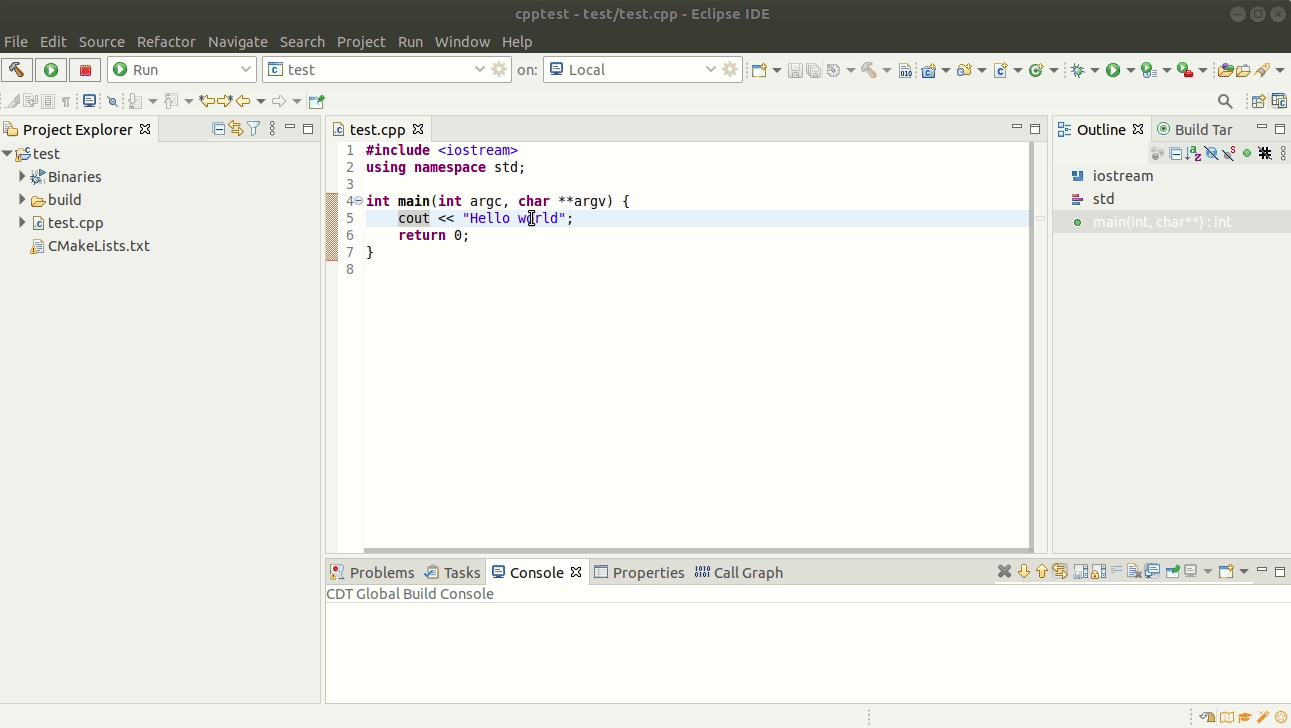 cpptest - test/test.cpp - Eclipse IDE
File Edit Source Refactor Navigate Search Project Run Window Help
Run test on: Local
Project Explorer
test
Binaries
build
test.cpp
CMakeLists.txt
test.cpp
1 #include <iostream>
2 using namespace std;
3
4 int main(int argc, char **argv) {
5 cout << "Hello world";
6 return 0;
7 }
8
Outline Build Tar
iostream
std
main(int, char**) : int
Problems Tasks Console Properties Call Graph
CDT Global Build Console